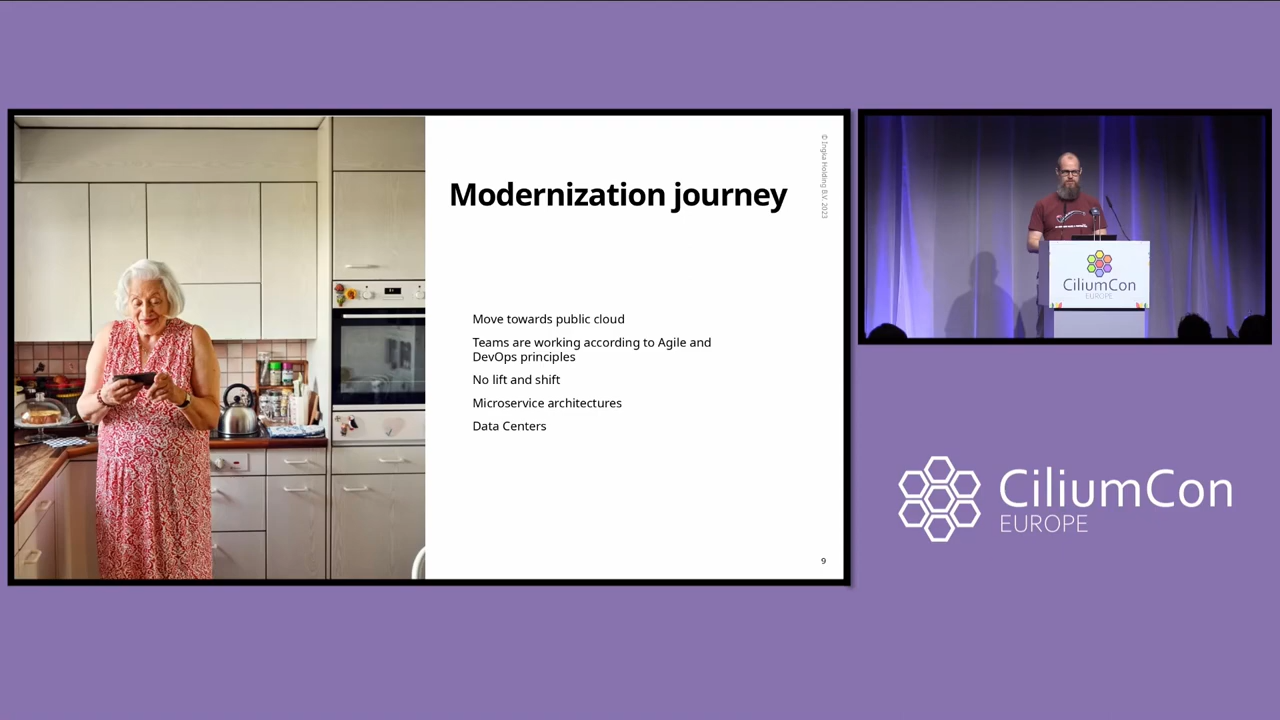 Modernization journey
Move towards public cloud
Teams are working according to Agile and
DevOps principles
No lift and shift
Microservice architectures
Data Centers
© Ingka Holding B.V. 2023
9
CiliumCon
EUROPE
CiliumCon
EUROPE